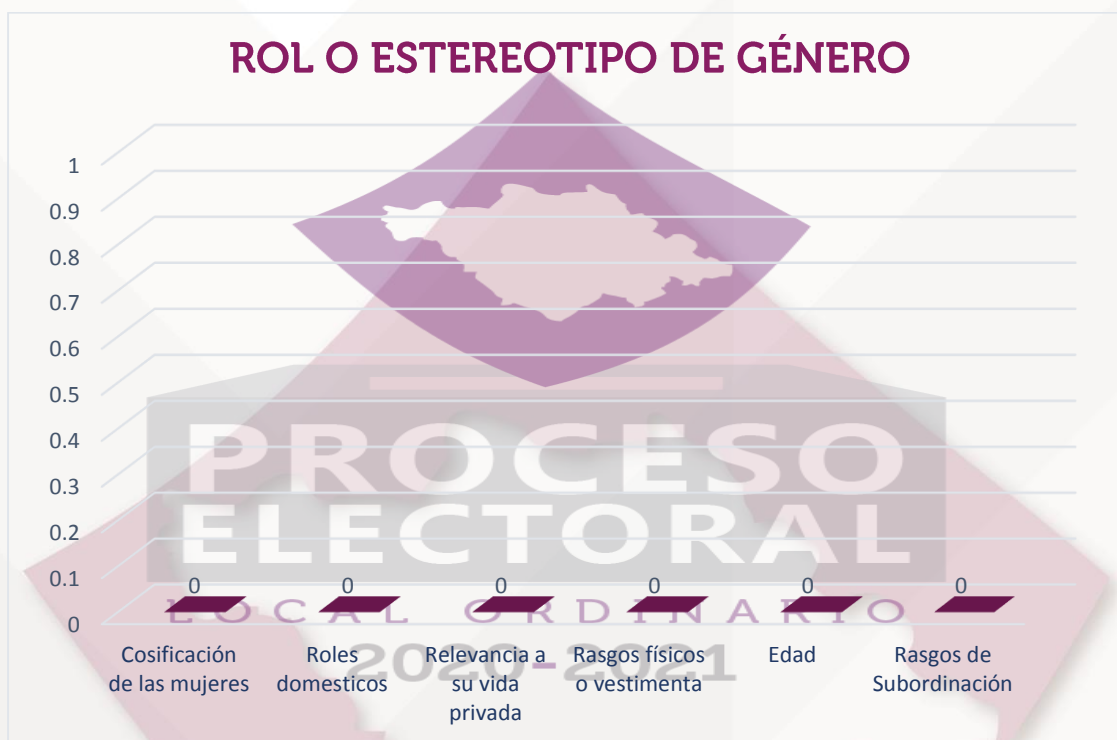 ROL O ESTEREOTIPO DE GÉNERO
1
0.9
0.8
0.7
0.6
0.5
0.4
0.3
0.2
0.1
0
PROCESO
ELECTORAL
LOCAL ORDINARIO
2020-2021
0 0 0 0 0 0
Cosificación
de las mujeres
Roles
domesticos
Relevancia a
su vida
privada
Rasgos físicos
o vestimenta
Edad
Rasgos de
Subordinación